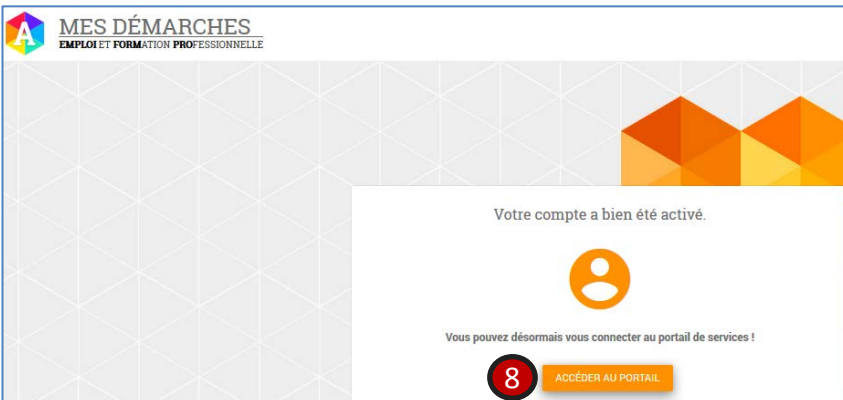 A
MES DÉMARCHES
EMPLOI ET FORMATION PROFESSIONNELLE
Votre compte a bien été activé.
Vous pouvez désormais vous connecter au portail de services !
8 ACCÉDER AU PORTAIL